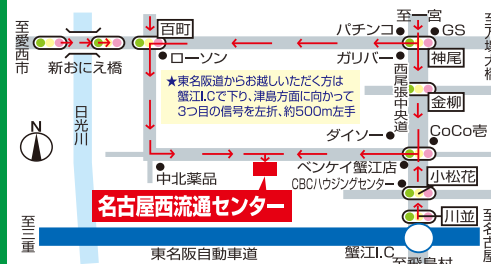 至一宮
パチンコ
GS
百町
神尾
至愛西市
新おにえ橋
ローソン
ガリバー
西尾張中央道
★東名阪道からお越しいただく方は
蟹江I.Cで下り、津島方面に向かって
3つ目の信号を左折、約500m左手
金柳
日光川
N
ダイソー
CoCo壱
中北薬品
ベンケイ蟹江店
CBCハウジングセンター
小松花
名古屋西流通センター
川並
至三重
東名阪自動車道
蟹江I.C
至飛島村